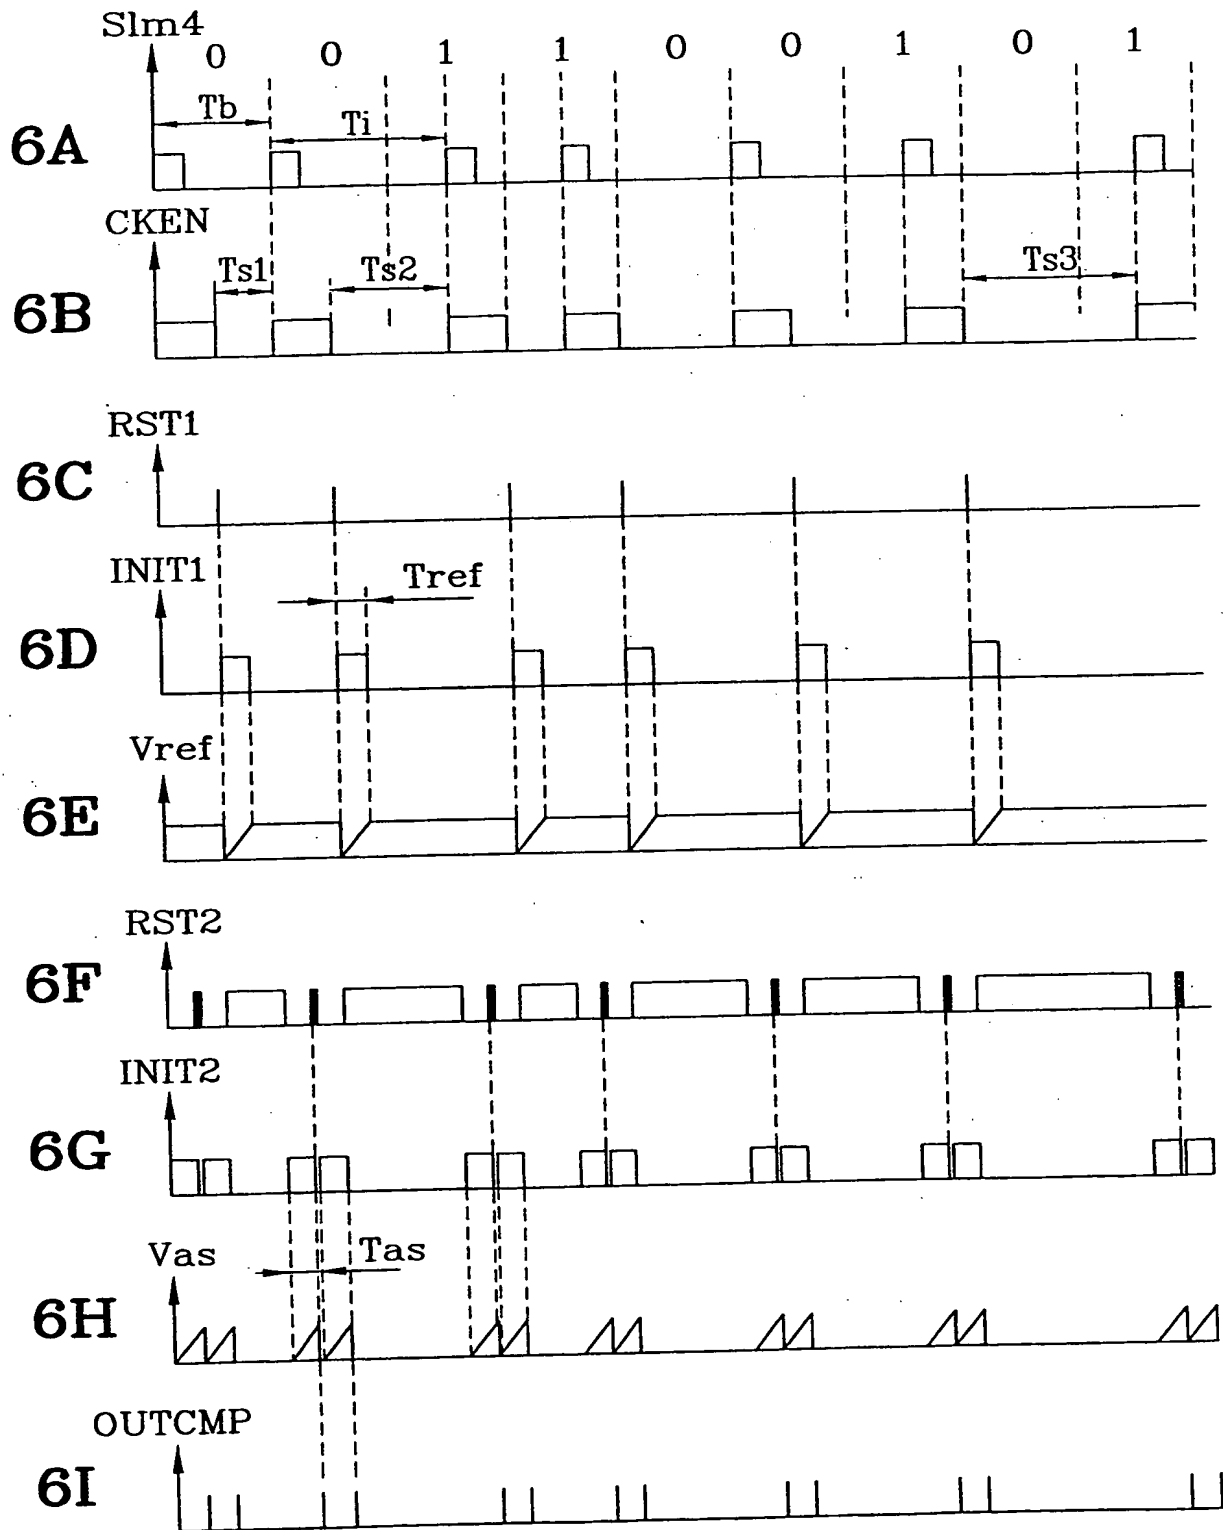 Slm4
0 0 1 1 0 0 1 0 1
Tb Ti
6A
CKEN
Ts1 Ts2 Ts3
6B
RST1
6C
INIT1
Tref
6D
Vref
6E
RST2
6F
INIT2
6G
Vas Tas
6H
OUTCMP
6I